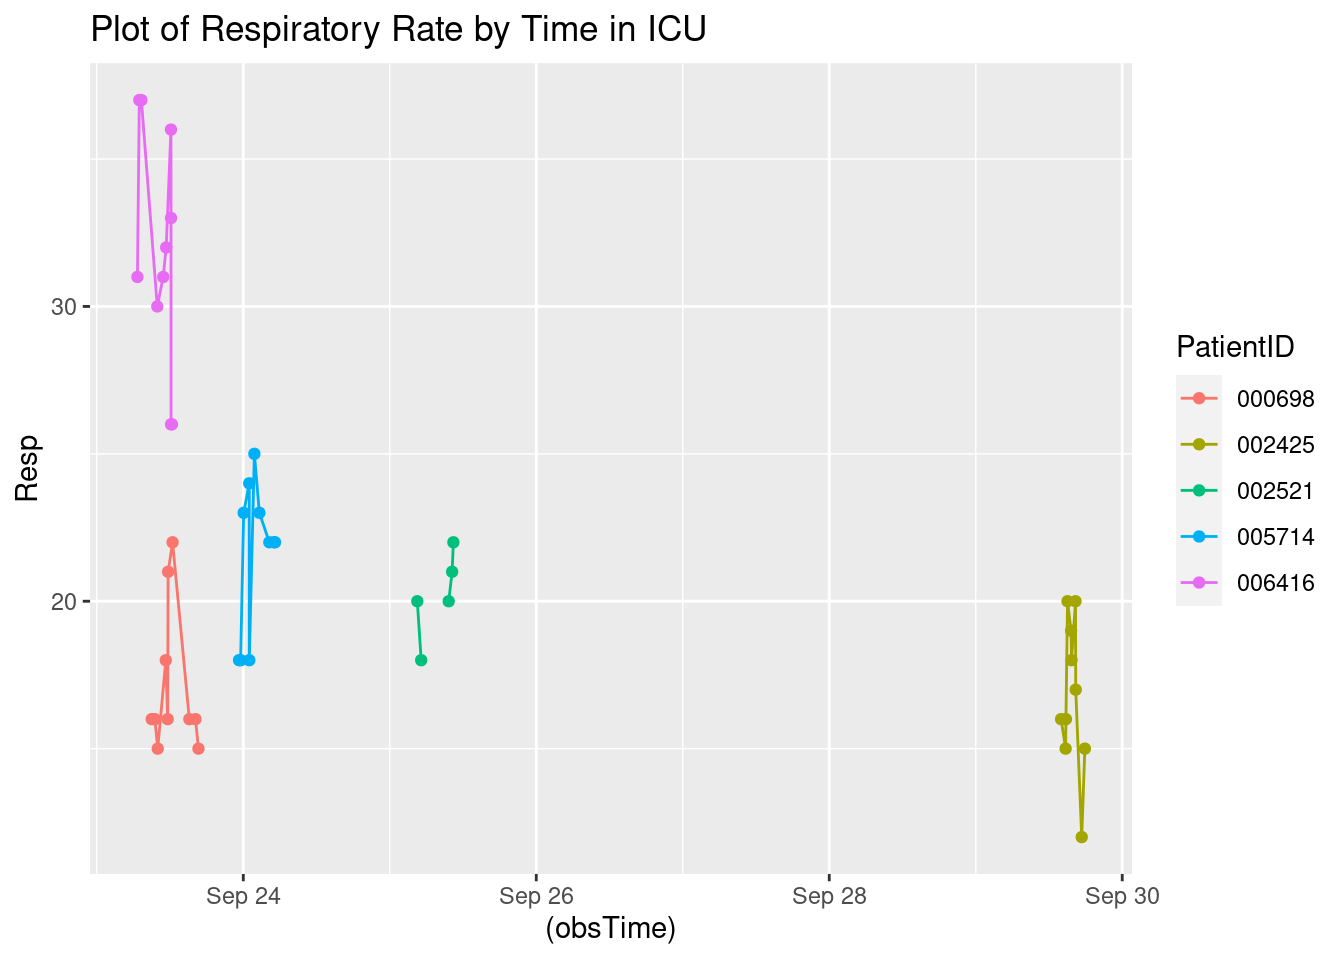 Plot of Respiratory Rate by Time in ICU
Resp
30
20
Sep 24
Sep 26
Sep 28
Sep 30
(obsTime)
PatientID
000698
002425
002521
005714
006416